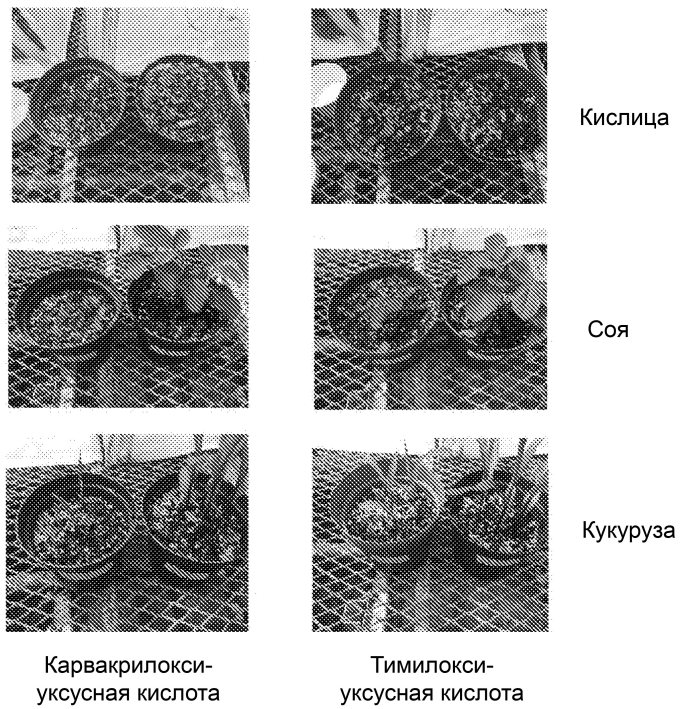 Кислица
Соя
Кукуруза
Карвакрилокси-
уксусная кислота
Тимилокси-
уксусная кислота